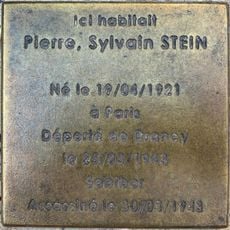 Ici habitait
Pierre, Sylvain STEIN
Né le 19/04/1921
à Paris
Déporté de Drancy
le 25/03/1943
Sobibor
Assassiné le 30/03/1943